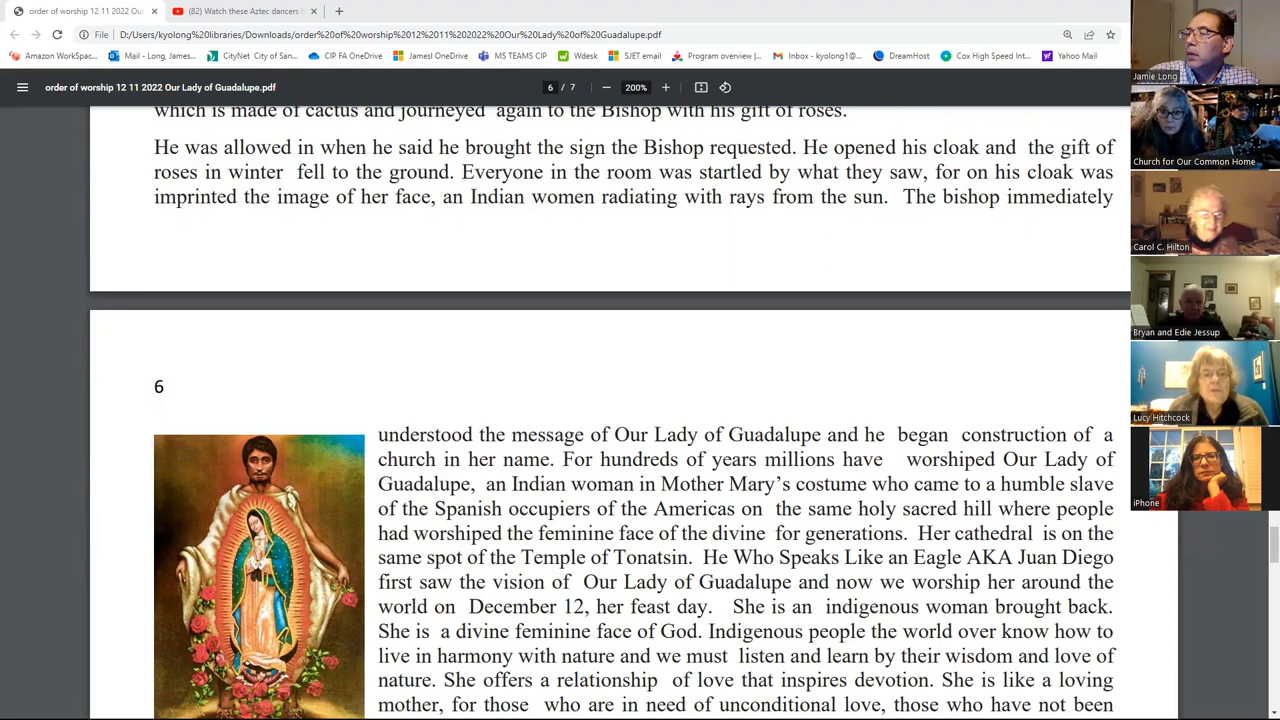 order of worship 12 11 2022 Ou
(82) Watch these Aztec dancers
File
D:/Users/kyolong%20libraries/Downloads/order%20of%20worship%2012%2011%202022%20Our%20Lady%20of%20Guadalupe.pdf
Amazon WorkSpac...
Mail - Long, James...
CityNet City of San...
CIP FA OneDrive
JamesI OneDrive
MS TEAMS CIP
Wdesk
SJET email
Program overview |...
Inbox - kyolong1@...
DreamHost
Cox High Speed Int...
Yahoo Mail
order of worship 12 11 2022 Our Lady of Guadalupe.pdf
6 / 7
200%
which is made of cactus and journeyed again to the Bishop with his gift of roses.
He was allowed in when he said he brought the sign the Bishop requested. He opened his cloak and the gift of
roses in winter fell to the ground. Everyone in the room was startled by what they saw, for on his cloak was
imprinted the image of her face, an Indian women radiating with rays from the sun. The bishop immediately
6
understood the message of Our Lady of Guadalupe and he began construction of a
church in her name. For hundreds of years millions have worshiped Our Lady of
Guadalupe, an Indian woman in Mother Mary's costume who came to a humble slave
of the Spanish occupiers of the Americas on the same holy sacred hill where people
had worshiped the feminine face of the divine for generations. Her cathedral is on the
same spot of the Temple of Tonatsin. He Who Speaks Like an Eagle AKA Juan Diego
first saw the vision of Our Lady of Guadalupe and now we worship her around the
world on December 12, her feast day. She is an indigenous woman brought back.
She is a divine feminine face of God. Indigenous people the world over know how to
live in harmony with nature and we must listen and learn by their wisdom and love of
nature. She offers a relationship of love that inspires devotion. She is like a loving
mother, for those who are in need of unconditional love, those who have not been
Jamie Long
Church for Our Common Home
Carol C. Hilton
Bryan and Edie Jessup
Lucy Hitchcock
iPhone